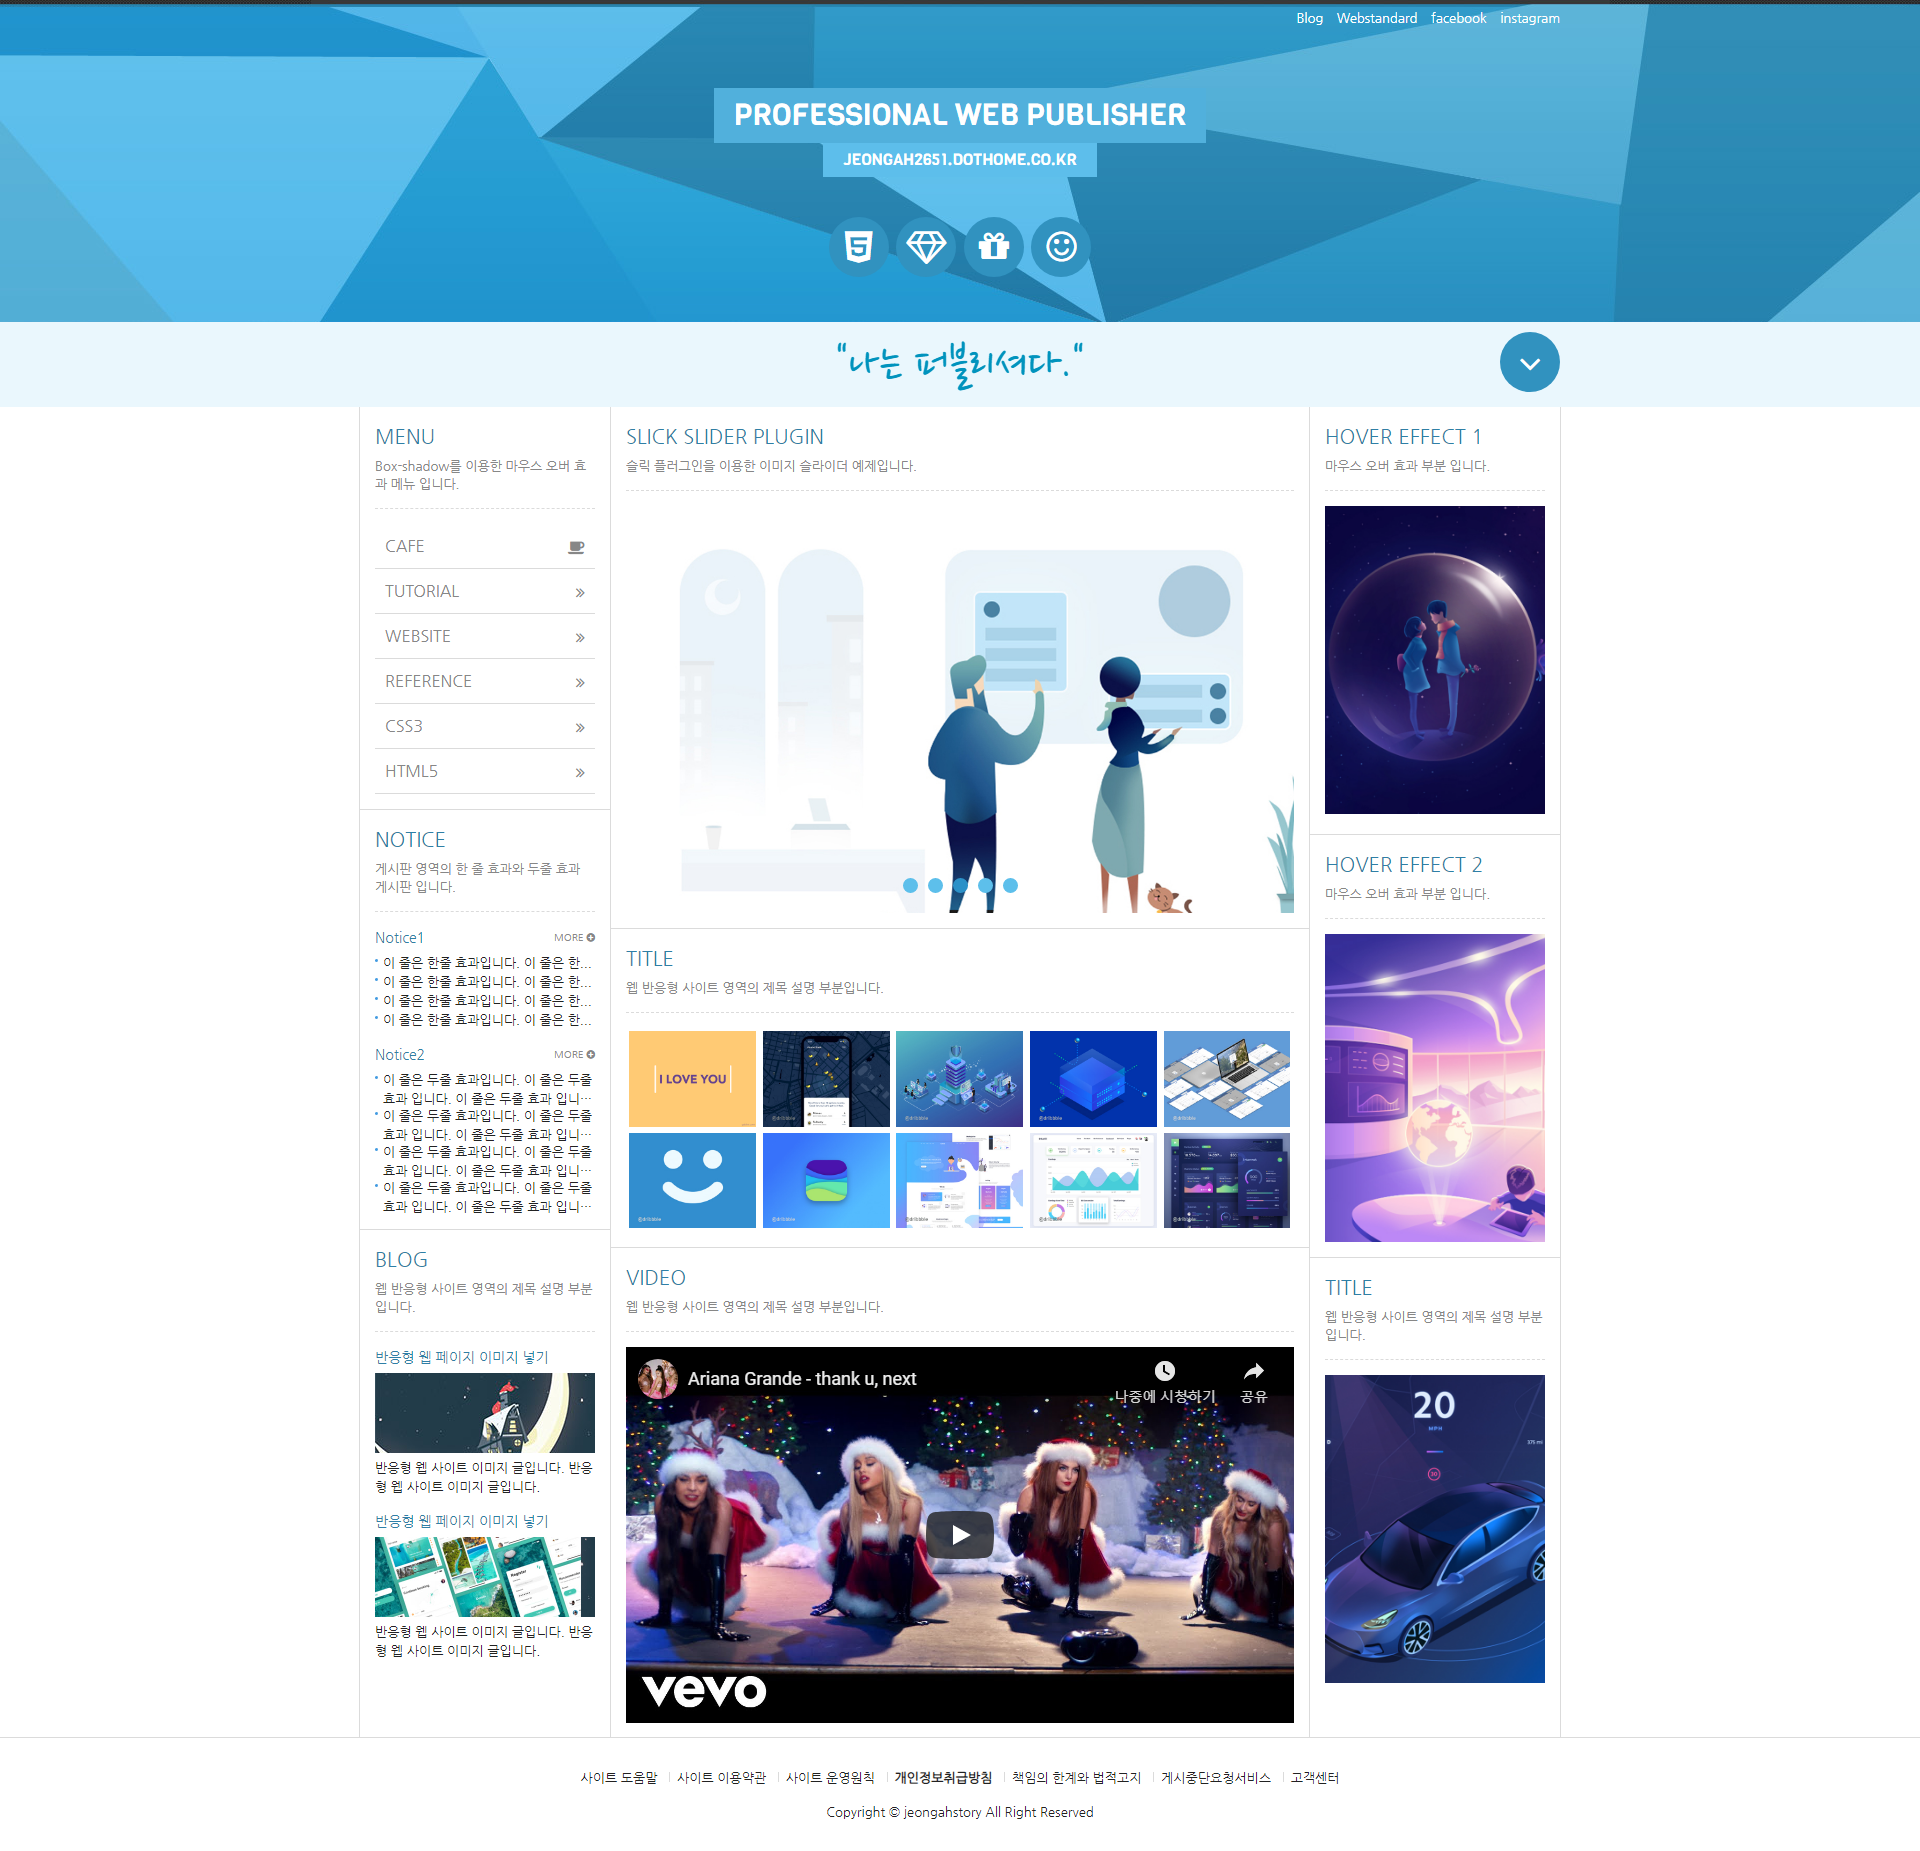 Blog Webstandard facebook instagram
PROFESSIONAL WEB PUBLISHER
JEONGAH2651.DOTHOME.CO.KR
"나는 퍼블리셔다."
MENU
Box-shadow를 이용한 마우스 오버 효
과 메뉴 입니다.
CAFE
TUTORIAL
WEBSITE
REFERENCE
CSS3
HTML5
NOTICE
게시판 영역의 한 줄 효과와 두줄 효과
게시판 입니다.
Notice1 MORE
이 줄은 한줄 효과입니다. 이 줄은 한...
이 줄은 한줄 효과입니다. 이 줄은 한...
이 줄은 한줄 효과입니다. 이 줄은 한...
이 줄은 한줄 효과입니다. 이 줄은 한...
Notice2 MORE
이 줄은 두줄 효과입니다. 이 줄은 두줄
효과 입니다. 이 줄은 두줄 효과 입니…
이 줄은 두줄 효과입니다. 이 줄은 두줄
효과 입니다. 이 줄은 두줄 효과 입니…
이 줄은 두줄 효과입니다. 이 줄은 두줄
효과 입니다. 이 줄은 두줄 효과 입니…
이 줄은 두줄 효과입니다. 이 줄은 두줄
효과 입니다. 이 줄은 두줄 효과 입니…
BLOG
웹 반응형 사이트 영역의 제목 설명 부분
입니다.
반응형 웹 페이지 이미지 넣기
반응형 웹 사이트 이미지 글입니다. 반응
형 웹 사이트 이미지 글입니다.
반응형 웹 페이지 이미지 넣기
Register
반응형 웹 사이트 이미지 글입니다. 반응
형 웹 사이트 이미지 글입니다.
SLICK SLIDER PLUGIN
슬릭 플러그인을 이용한 이미지 슬라이더 예제입니다.
TITLE
웹 반응형 사이트 영역의 제목 설명 부분입니다.
I LOVE YOU
VIDEO
웹 반응형 사이트 영역의 제목 설명 부분입니다.
Ariana Grande - thank u, next
나중에 시청하기 공유
vevo
HOVER EFFECT 1
마우스 오버 효과 부분 입니다.
HOVER EFFECT 2
마우스 오버 효과 부분 입니다.
TITLE
웹 반응형 사이트 영역의 제목 설명 부분
입니다.
20
MPH
사이트 도움말 사이트 이용약관 사이트 운영원칙 개인정보취급방침 책임의 한계와 법적고지 게시중단요청서비스 고객센터
Copyright © jeongahstory All Right Reserved